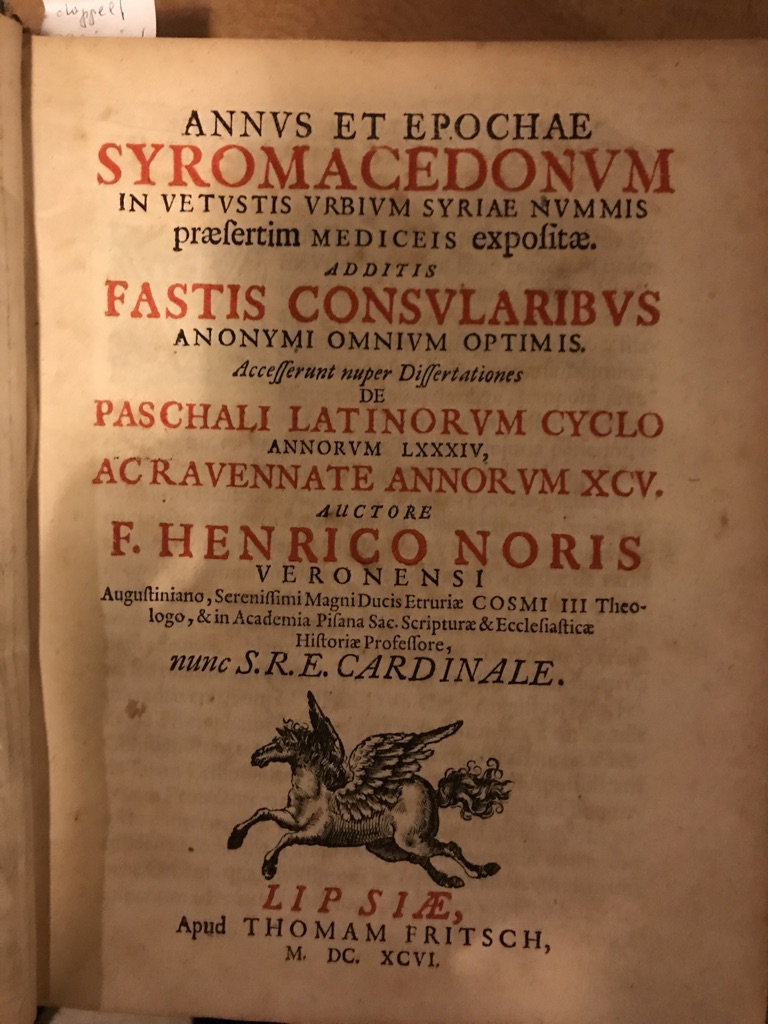 doppelt
ANNVS ET EPOCHAE
SYROMACEDONVM
IN VETVSTIS VRBIVM SYRIAE NVMMIS
præſertim MEDICEIS expoſitæ.
ADDITIS
FASTIS CONSVLARIBVS
ANONYMI OMNIVM OPTIMIS.
Acceſſerunt nuper Diſſertationes
DE
PASCHALI LATINORVM CYCLO
ANNORVM LXXXIV,
AC RAVENNATE ANNORVM XCV.
AUCTORE
F. HENRICO NORIS
VERONENSI
Auguſtiniano, Sereniſſimi Magni Ducis Etruriæ COSMI III Theo-
logo, & in Academia Piſana Sac. Scripturæ & Eccleſiaſticæ
Hiſtoriæ Profeſſore,
nunc S.R.E. CARDINALE.
LIPSIÆ,
Apud THOMAM FRITSCH,
M. DC. XCVI.